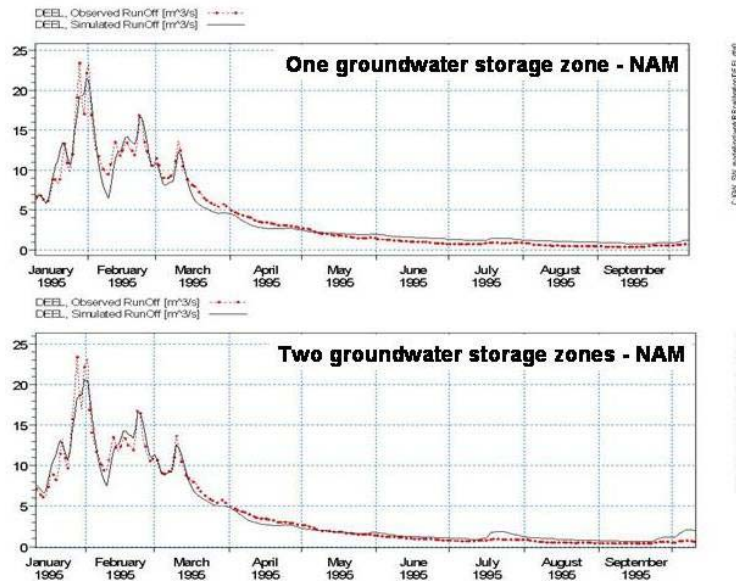 DEEL, Observed RunOff [m^3/s]
DEEL, Simulated RunOff [m^3/s]
One groundwater storage zone - NAM
25
20
15
10
5
0
January February March April May June July August September
1995 1995 1995 1995 1995 1995 1995 1995 1995
DEEL, Observed RunOff [m^3/s]
DEEL, Simulated RunOff [m^3/s]
Two groundwater storage zones - NAM
25
20
15
10
5
0
January February March April May June July August September
1995 1995 1995 1995 1995 1995 1995 1995 1995